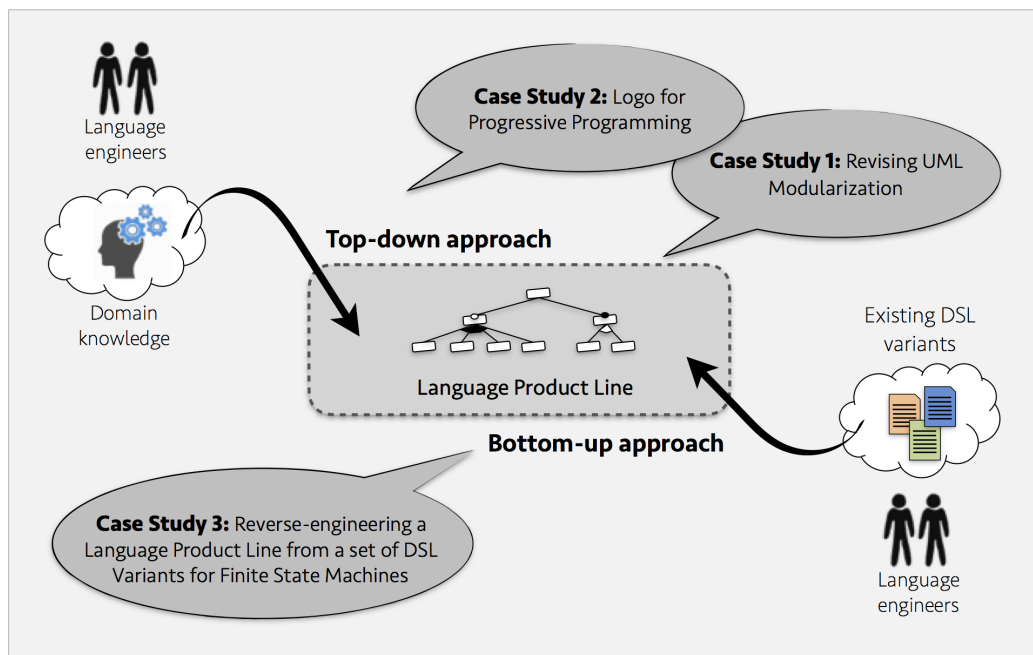 Case Study 2: Logo for
Progressive Programming
Language
engineers
Case Study 1: Revising UML
Modularization
Top-down approach
Domain
knowledge
Existing DSL
variants
Language Product Line
Bottom-up approach
Case Study 3: Reverse-engineering a
Language Product Line from a set of DSL
Variants for Finite State Machines
Language
engineers